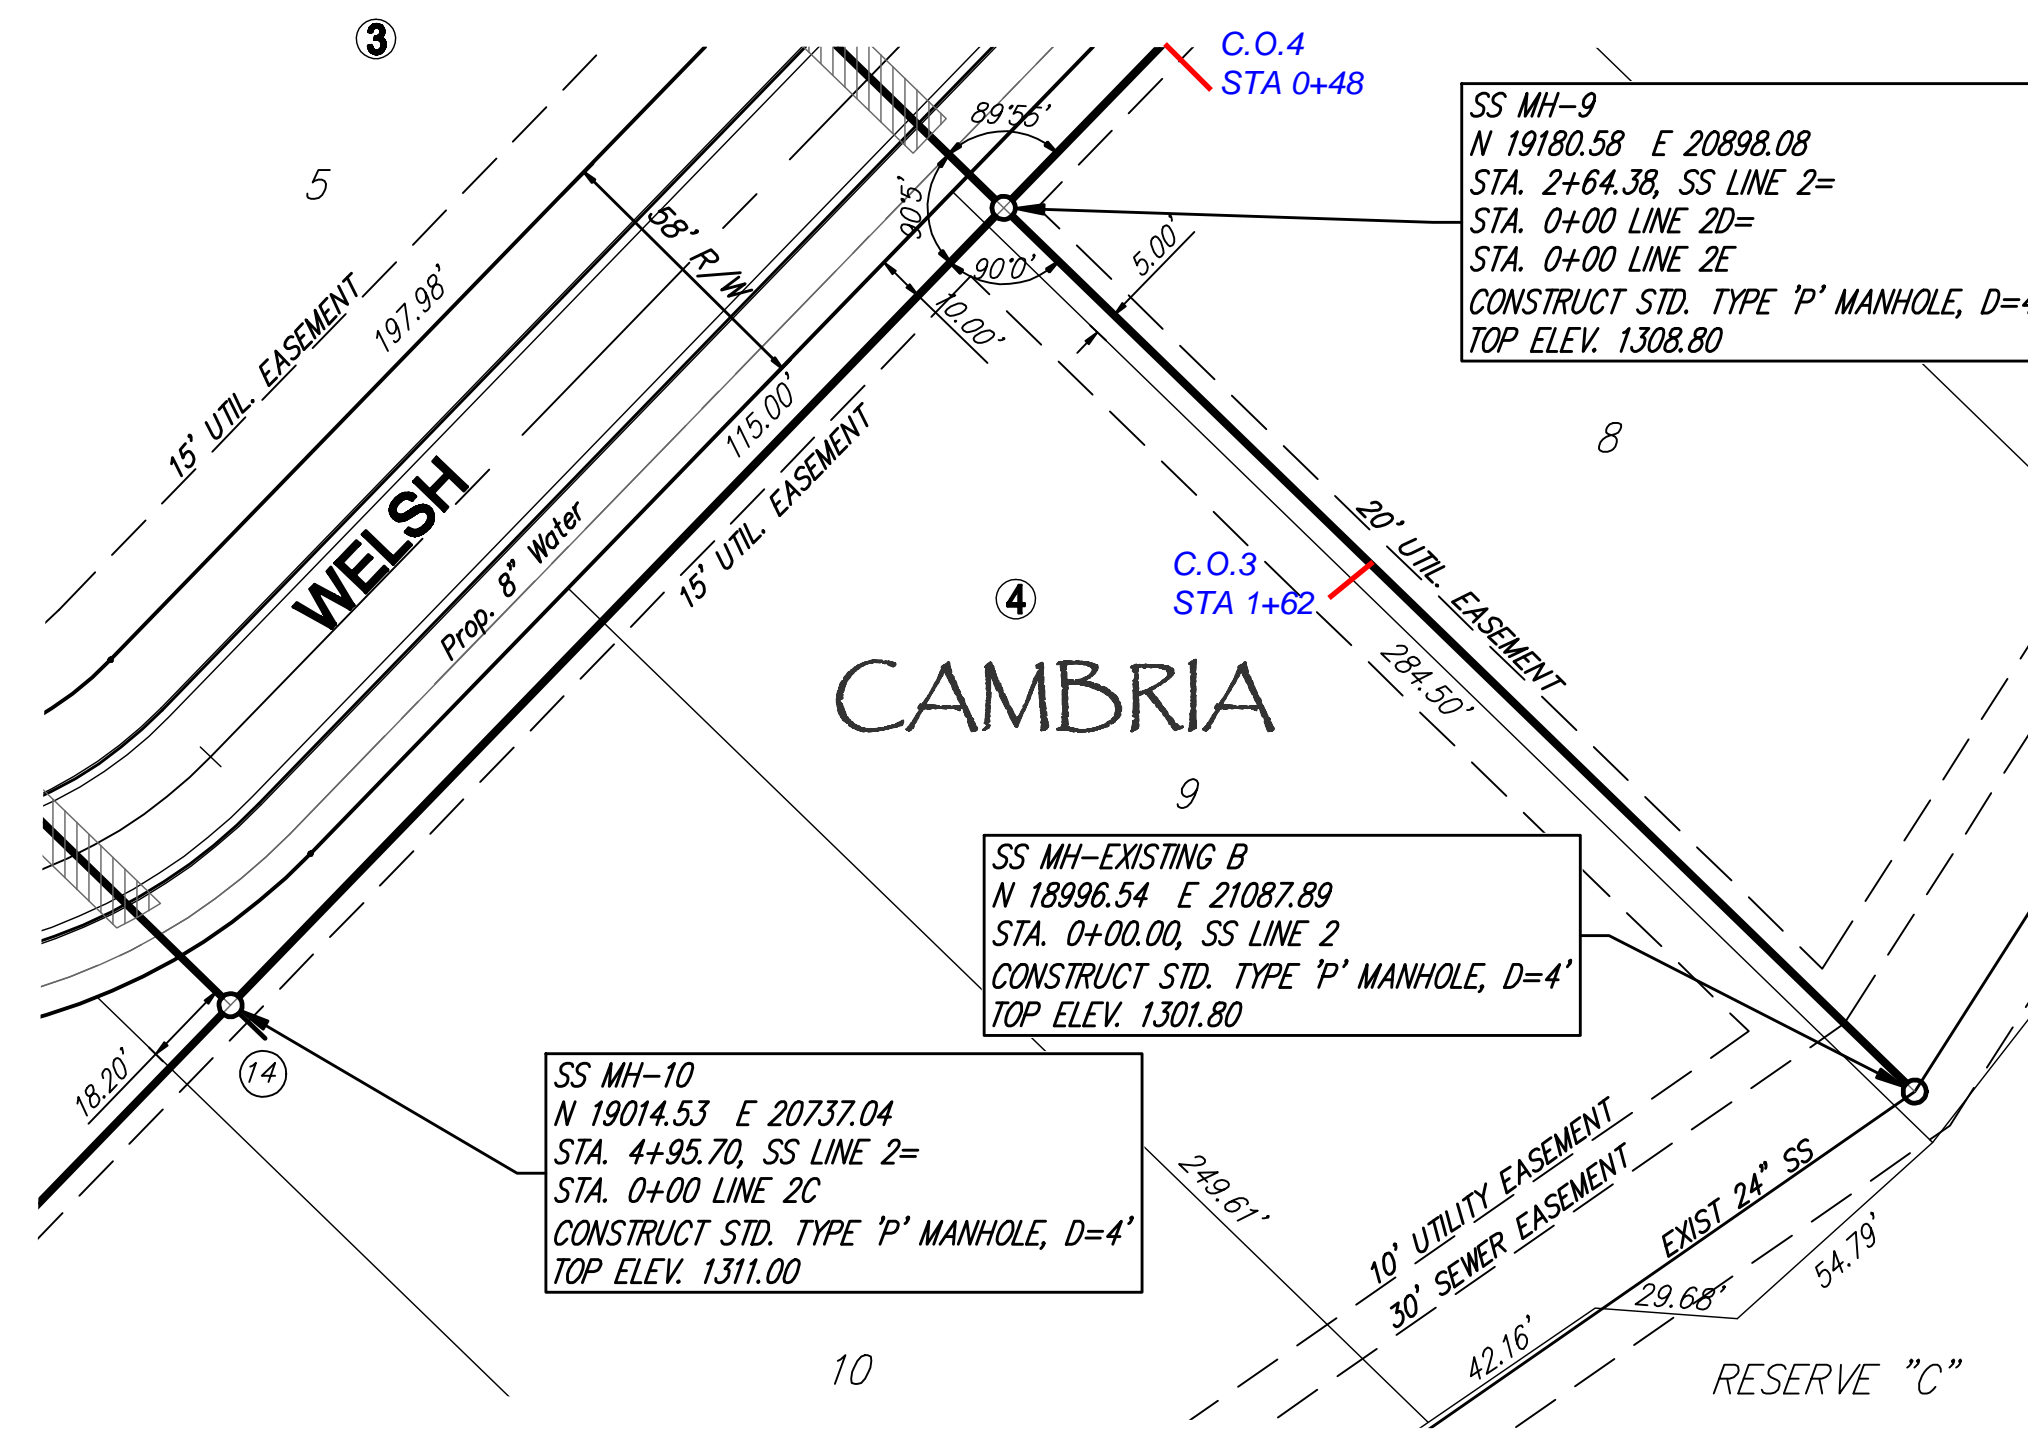 3
C.O.4
STA 0+48
89°55'
SS MH-9
N 19180.58 E 20898.08
STA. 2+64.38, SS LINE 2=
STA. 0+00 LINE 2D=
STA. 0+00 LINE 2E
CONSTRUCT STD. TYPE 'P' MANHOLE, D=4
TOP ELEV. 1308.80
5
90°5'
58' R/W
5.00'
90°0'
10.00'
197.98'
15' UTIL. EASEMENT
115.00'
15' UTIL. EASEMENT
8
WELSH
Prop. 8" Water
20' UTIL. EASEMENT
C.O.3
STA 1+62
4
CAMBRIA
284.50'
9
SS MH-EXISTING B
N 18996.54 E 21087.89
STA. 0+00.00, SS LINE 2
CONSTRUCT STD. TYPE 'P' MANHOLE, D=4'
TOP ELEV. 1301.80
18.20'
14
SS MH-10
N 19014.53 E 20737.04
STA. 4+95.70, SS LINE 2=
STA. 0+00 LINE 2C
CONSTRUCT STD. TYPE 'P' MANHOLE, D=4'
TOP ELEV. 1311.00
249.61'
10' UTILITY EASEMENT
30' SEWER EASEMENT
EXIST 24" SS
54.79'
29.68'
42.16'
10
RESERVE "C"